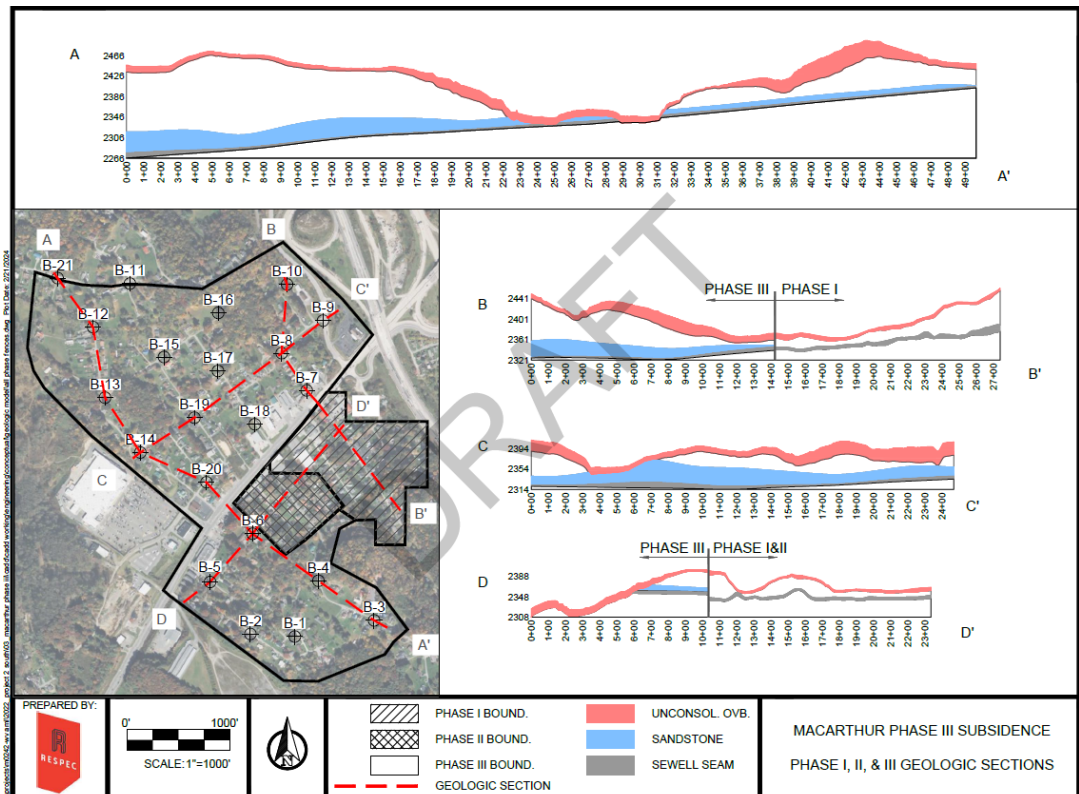 A
2466
2426
2386
2346
2306
2266
0+00 1+00 3+00 4+00 5+00 6+00 7+00 8+00 9+00 10+00 11+00 12+00 13+00 14+00 15+00 16+00 17+00 18+00 19+00 20+00 21+00 22+00 23+00 24+00 25+00 26+00 27+00 28+00 29+00 30+00 31+00 32+00 34+00 35+00 36+00 37+00 38+00 39+00 40+00 41+00 42+00 43+00 44+00 45+00 46+00 47+00 48+00 49+00
A'
A
B
B-21
B-11
B-10
C'
B-16
B-9
B-12
B-15
B-8
B-17
B-7
B-13
D'
B-19
B-18
B-14
C
B-20
B'
B-6
B-5
B-4
D
B-3
B-2
B-1
A'
B
PHASE III
PHASE I
2441
2401
2361
2321
0+00 1+00 2+00 3+00 4+00 5+00 6+00 7+00 8+00 9+00 10+00 11+00 12+00 13+00 14+00 15+00 16+00 17+00 18+00 19+00 20+00 21+00 22+00 23+00 24+00 25+00 26+00 27+00
B'
C
2394
2354
2314
0+00 1+00 2+00 3+00 4+00 5+00 6+00 7+00 8+00 9+00 10+00 11+00 12+00 13+00 14+00 15+00 16+00 17+00 18+00 19+00 20+00 21+00 22+00 23+00 24+00
C'
D
PHASE III
PHASE I&II
2388
2348
2308
0+00 1+00 2+00 3+00 4+00 5+00 6+00 7+00 8+00 9+00 10+00 11+00 12+00 13+00 14+00 15+00 16+00 17+00 18+00 19+00 20+00 21+00 22+00 23+00
D'
DRAFT
PREPARED BY:
RESPEC
0' 1000'
SCALE: 1"=1000'
N
PHASE I BOUND.
PHASE II BOUND.
PHASE III BOUND.
GEOLOGIC SECTION
UNCONSOL. OVB.
SANDSTONE
SEWELL SEAM
MACARTHUR PHASE III SUBSIDENCE
PHASE I, II, & III GEOLOGIC SECTIONS
Plot Date: 2/21/2024